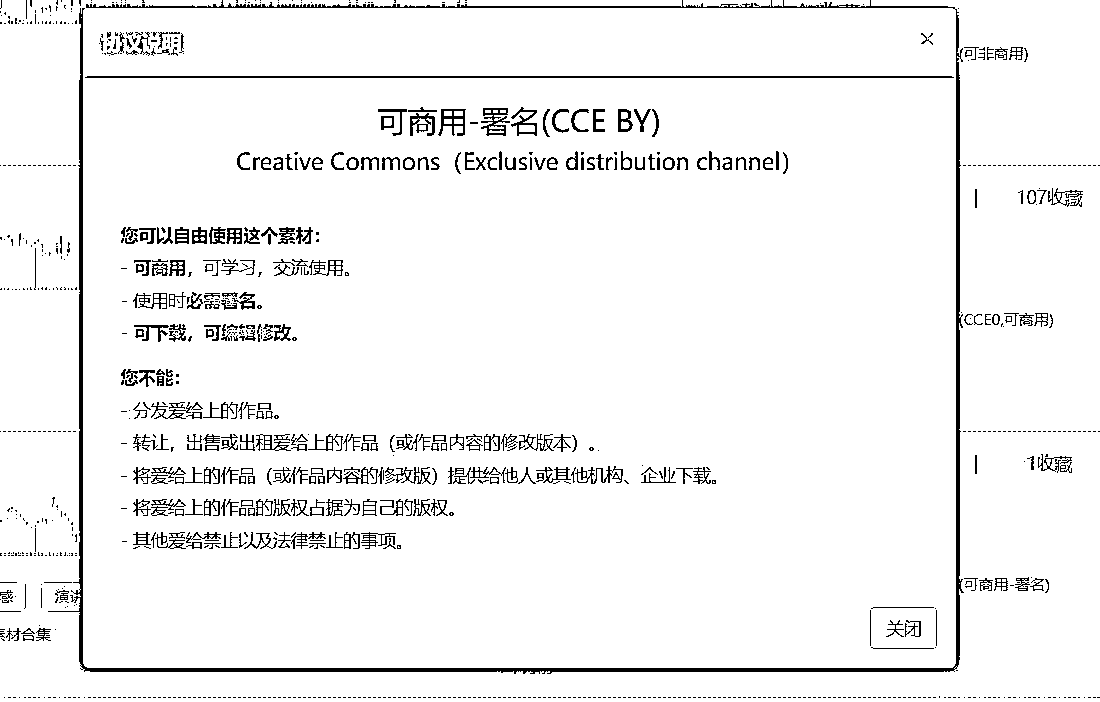 协议说明
×
可商用-署名(CCE BY)
Creative Commons（Exclusive distribution channel）
您可以自由使用这个素材：
- 可商用，可学习，交流使用。
- 使用时必需署名。
- 可下载，可编辑修改。
您不能：
- 分发爱给上的作品。
- 转让，出售或出租爱给上的作品（或作品内容的修改版本）。
- 将爱给上的作品（或作品内容的修改版）提供给他人或其他机构、企业下载。
- 将爱给上的作品的版权占据为自己的版权。
- 其他爱给禁止以及法律禁止的事项。
关闭
(可非商用)
| 107收藏
(CCE0,可商用)
| 1收藏
(可商用-署名)
感
演讲
素材合集